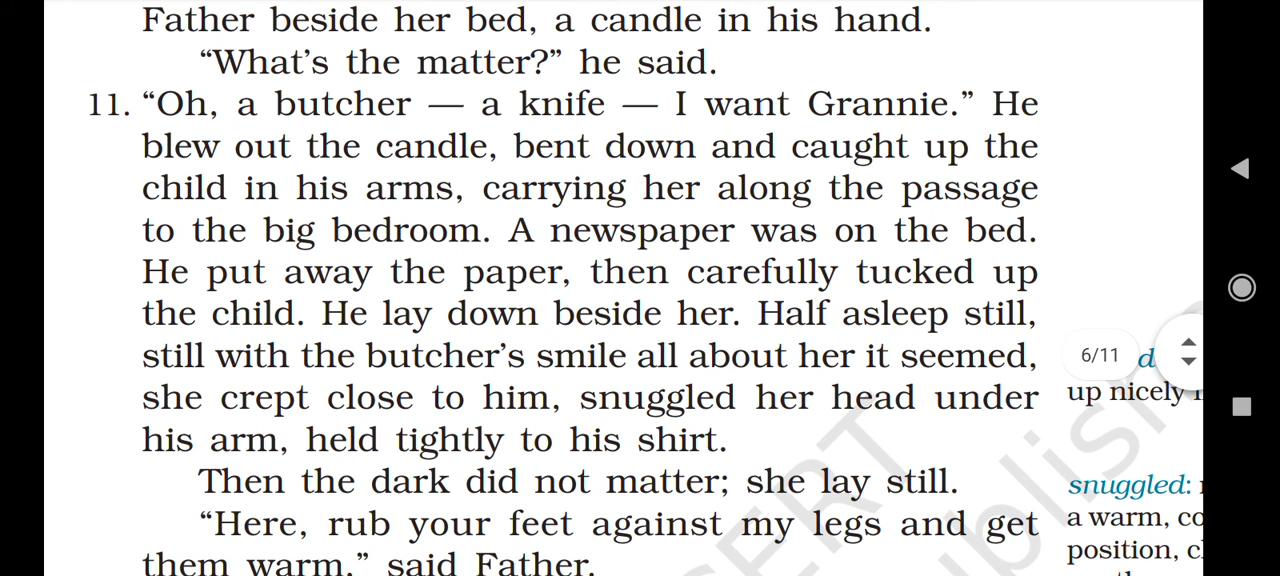 Father beside her bed, a candle in his hand.
“What’s the matter?” he said.
11. “Oh, a butcher — a knife — I want Grannie.” He
blew out the candle, bent down and caught up the
child in his arms, carrying her along the passage
to the big bedroom. A newspaper was on the bed.
He put away the paper, then carefully tucked up
the child. He lay down beside her. Half asleep still,
still with the butcher’s smile all about her it seemed,
she crept close to him, snuggled her head under
his arm, held tightly to his shirt.
Then the dark did not matter; she lay still.
“Here, rub your feet against my legs and get
them warm,” said Father.
6/11
up nicely
snuggled:
a warm,
position,